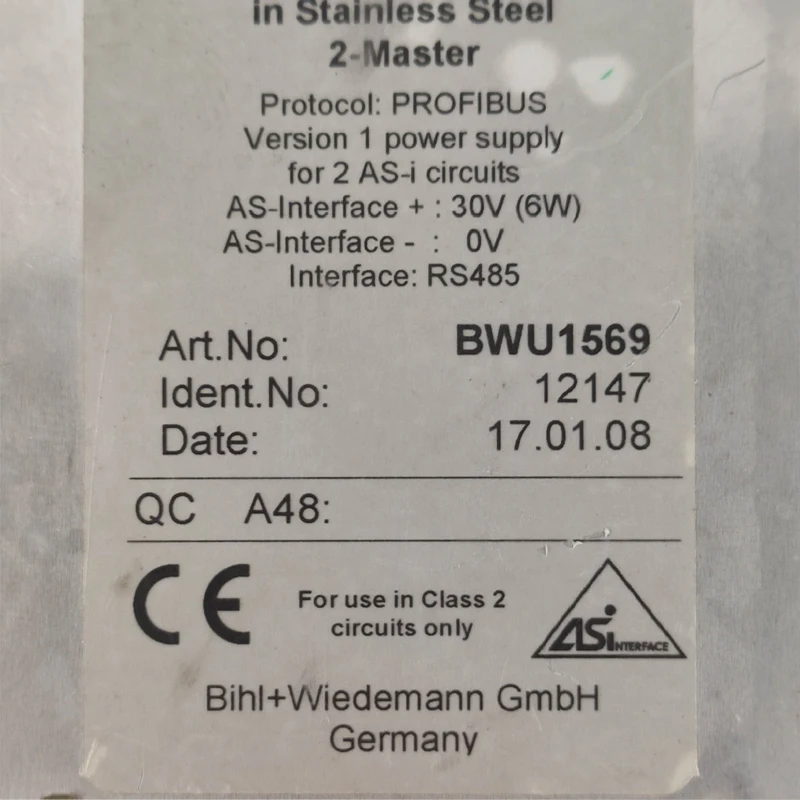 in Stainless Steel
2-Master
Protocol: PROFIBUS
Version 1 power supply
for 2 AS-i circuits
AS-Interface + : 30V (6W)
AS-Interface - : 0V
Interface: RS485
Art.No: BWU1569
Ident.No: 12147
Date: 17.01.08
QC A48:
CE For use in Class 2
circuits only
ASi INTERFACE
Bihl+Wiedemann GmbH
Germany